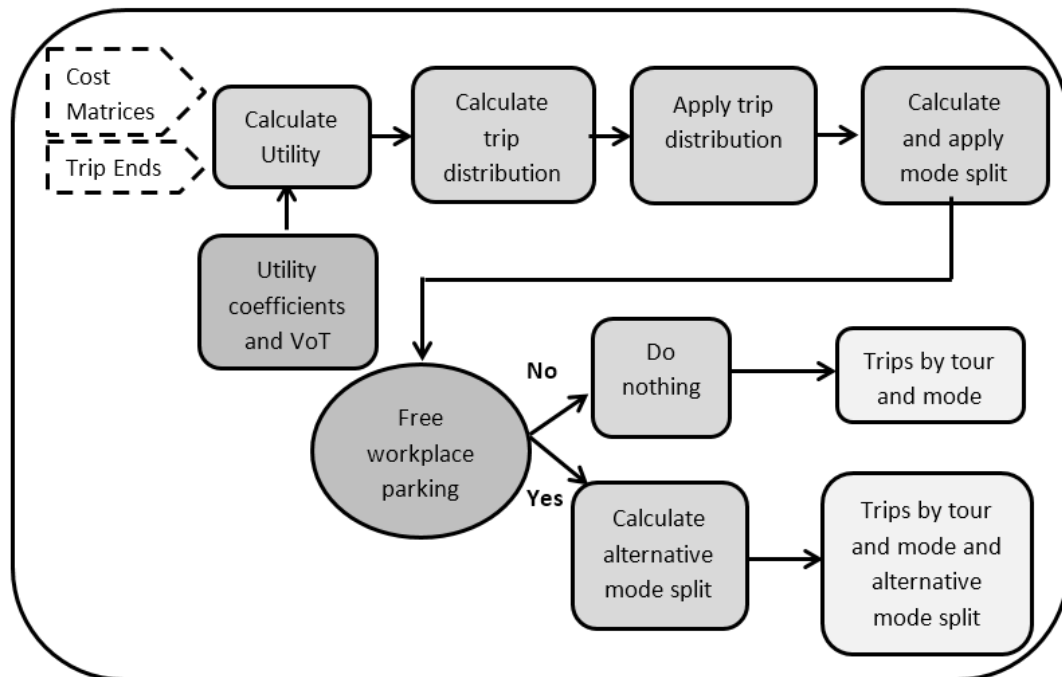 Cost
Matrices
Trip Ends
Calculate
Utility
Calculate
trip
distribution
Apply trip
distribution
Calculate
and apply
mode split
Utility
coefficients
and VoT
Free
workplace
parking
No
Do
nothing
Trips by tour
and mode
Yes
Calculate
alternative
mode split
Trips by tour
and mode and
alternative
mode split